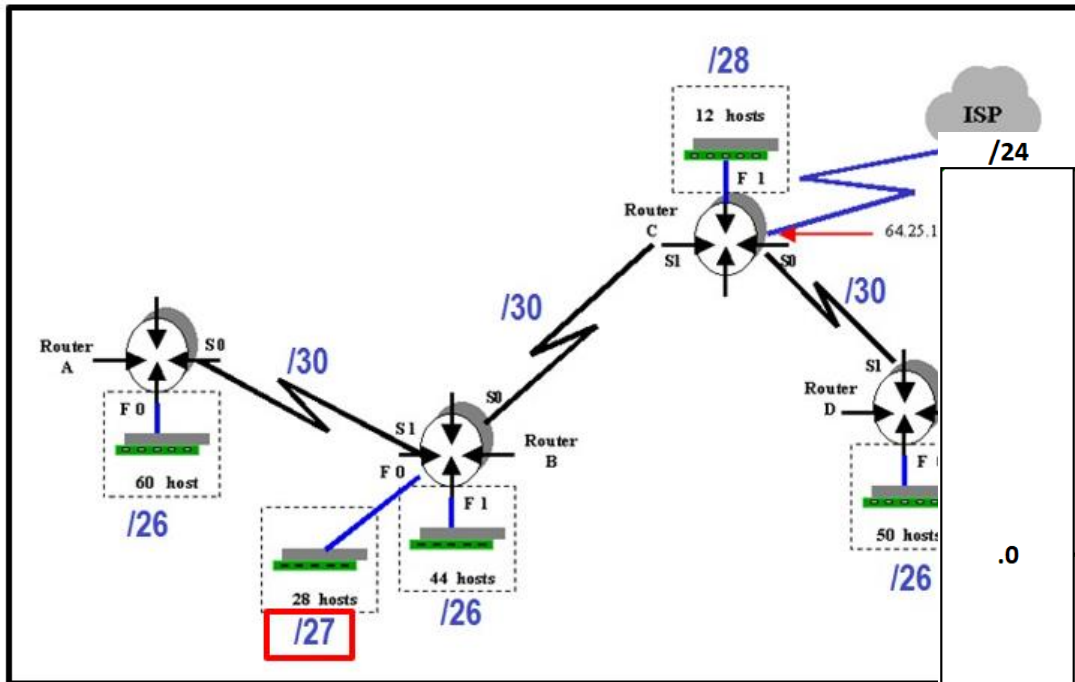 /28
12 hosts
ISP
/24
F 1
Router
C
S1
S0
64.25.1
/30
/30
Router
A
S0
/30
F 0
60 host
/26
S1
S0
Router
B
F 0
F 1
28 hosts
/27
44 hosts
/26
S1
Router
D
F
50 hosts
/26
.0